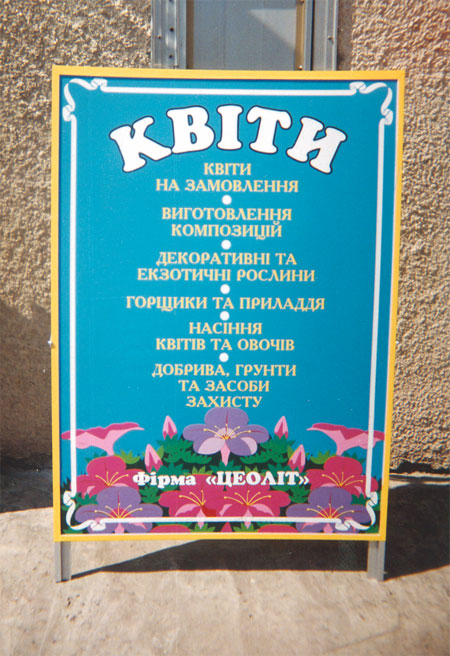 КВІТИ
КВІТИ
НА ЗАМОВЛЕННЯ
ВИГОТОВЛЕННЯ
КОМПОЗИЦІЙ
ДЕКОРАТИВНІ ТА
ЕКЗОТИЧНІ РОСЛИНИ
ГОРЩИКИ ТА ПРИЛАДДЯ
НАСІННЯ
КВІТІВ ТА ОВОЧІВ
ДОБРИВА, ГРУНТИ
ТА ЗАСОБИ
ЗАХИСТУ
Фірма «ЦЕОЛІТ»